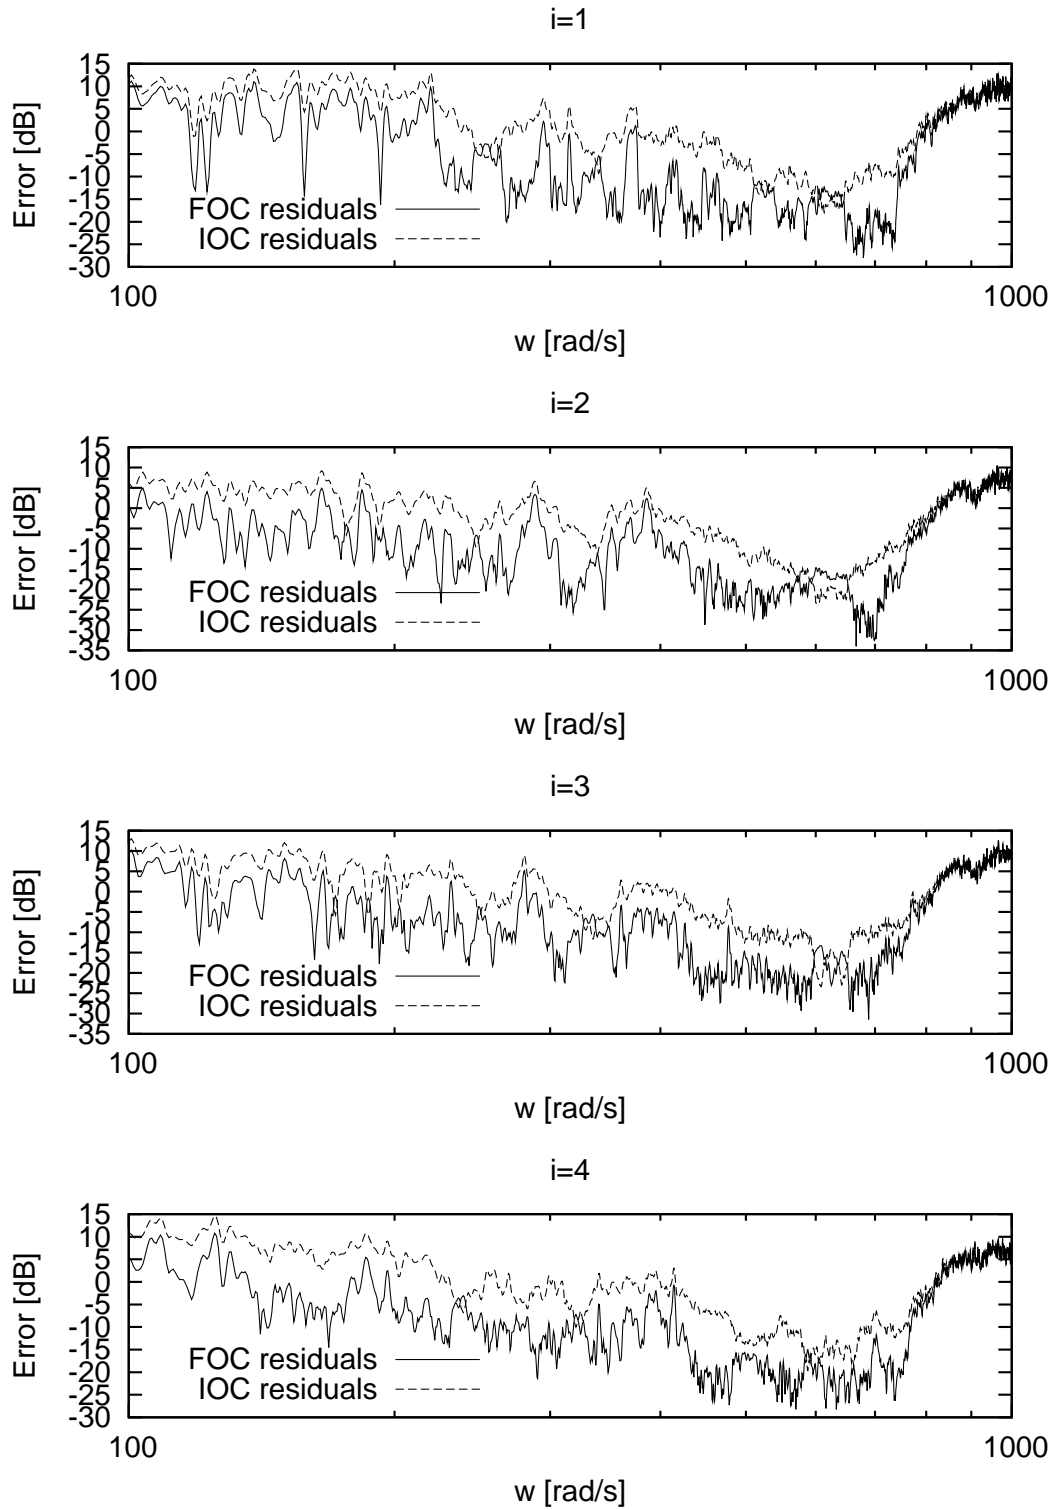 i=1
Error [dB]
15
10
5
0
-5
-10
-15
-20
-25
-30
FOC residuals
IOC residuals
100
1000
w [rad/s]
i=2
Error [dB]
15
10
5
0
-5
-10
-15
-20
-25
-30
-35
FOC residuals
IOC residuals
100
1000
w [rad/s]
i=3
Error [dB]
15
10
5
0
-5
-10
-15
-20
-25
-30
-35
FOC residuals
IOC residuals
100
1000
w [rad/s]
i=4
Error [dB]
15
10
5
0
-5
-10
-15
-20
-25
-30
FOC residuals
IOC residuals
100
1000
w [rad/s]